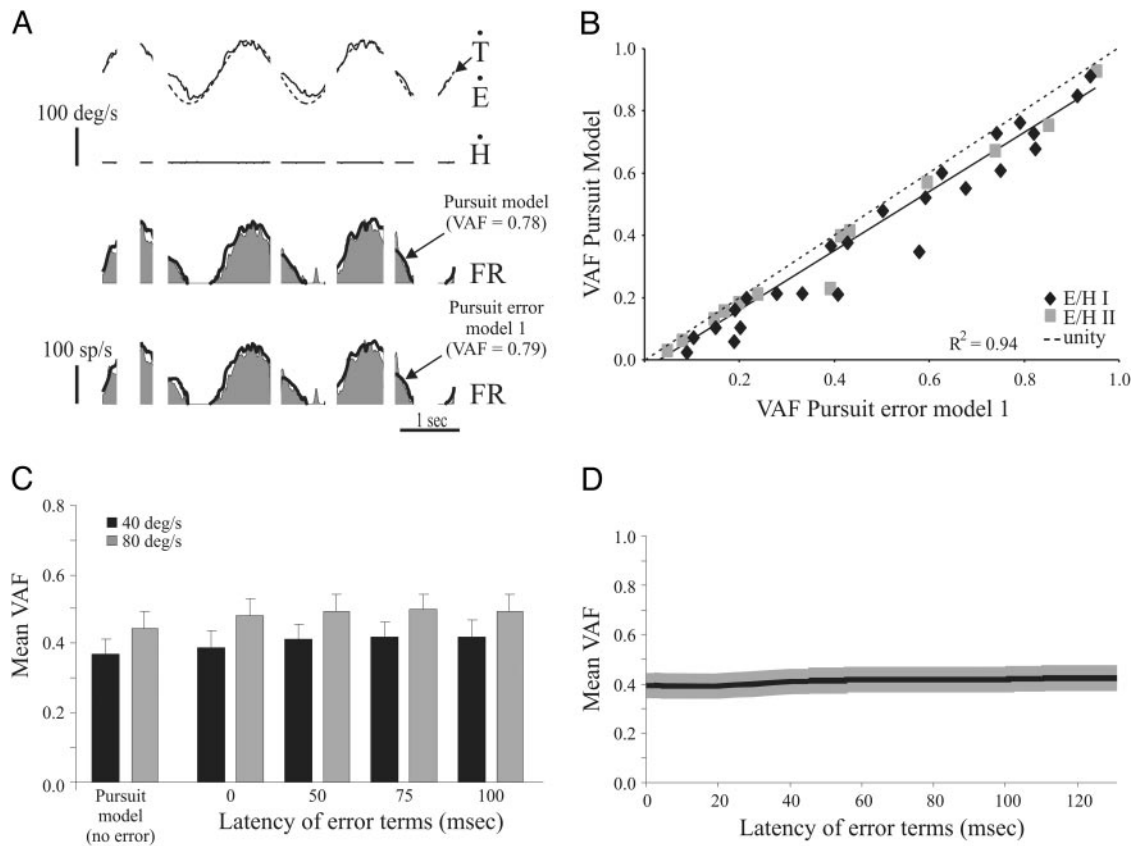 A
Ṫ
Ė
100 deg/s
Ḣ
Pursuit model
(VAF = 0.78)
FR
Pursuit error
model 1
(VAF = 0.79)
100 sp/s
FR
1 sec
B
VAF Pursuit Model
1.0
0.8
0.6
0.4
0.2
0.0
E/H I
E/H II
unity
R² = 0.94
0.2 0.4 0.6 0.8 1.0
VAF Pursuit error model 1
C
Mean VAF
0.8
0.6
0.4
0.2
0.0
40 deg/s
80 deg/s
Pursuit
model
(no error)
0 50 75 100
Latency of error terms (msec)
D
Mean VAF
1.0
0.8
0.6
0.4
0.2
0.0
0 20 40 60 80 100 120
Latency of error terms (msec)